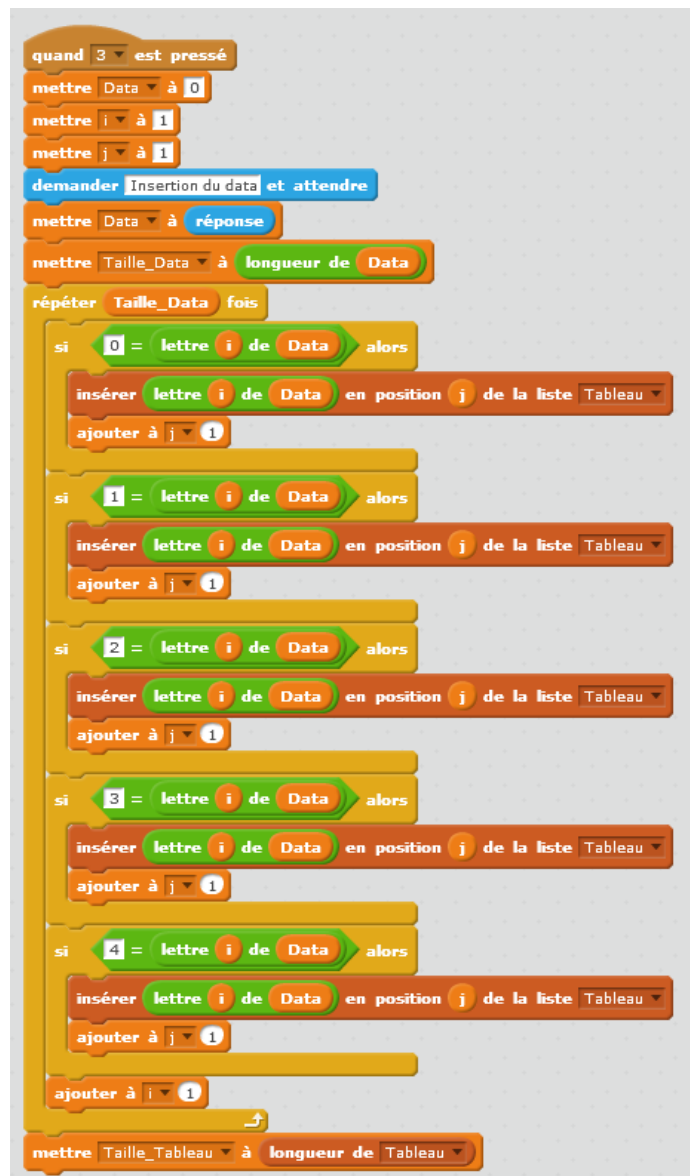 quand 3 est pressé
mettre Data à 0
mettre i à 1
mettre j à 1
demander Insertion du data et attendre
mettre Data à réponse
mettre Taille_Data à longueur de Data
répéter Taille_Data fois
si 0 = lettre i de Data alors
insérer lettre i de Data en position j de la liste Tableau
ajouter à j 1
si 1 = lettre i de Data alors
insérer lettre i de Data en position j de la liste Tableau
ajouter à j 1
si 2 = lettre i de Data alors
insérer lettre i de Data en position j de la liste Tableau
ajouter à j 1
si 3 = lettre i de Data alors
insérer lettre i de Data en position j de la liste Tableau
ajouter à j 1
si 4 = lettre i de Data alors
insérer lettre i de Data en position j de la liste Tableau
ajouter à j 1
ajouter à i 1
mettre Taille_Tableau à longueur de Tableau